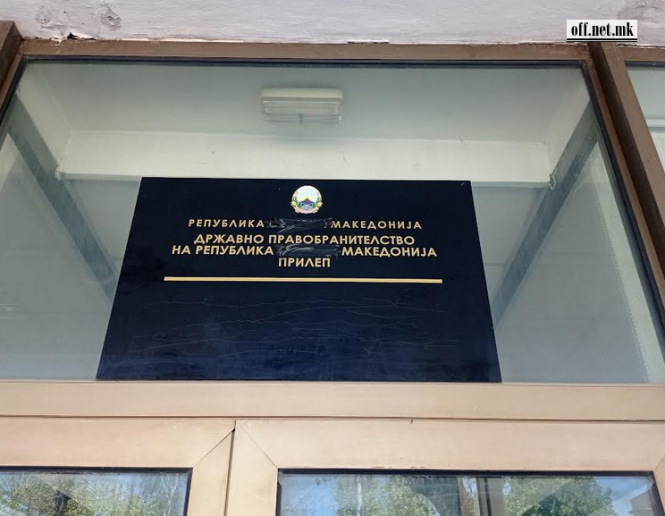 off.net.mk
РЕПУБЛИКА МАКЕДОНИЈА
ДРЖАВНО ПРАВОБРАНИТЕЛСТВО
НА РЕПУБЛИКА МАКЕДОНИЈА
ПРИЛЕП